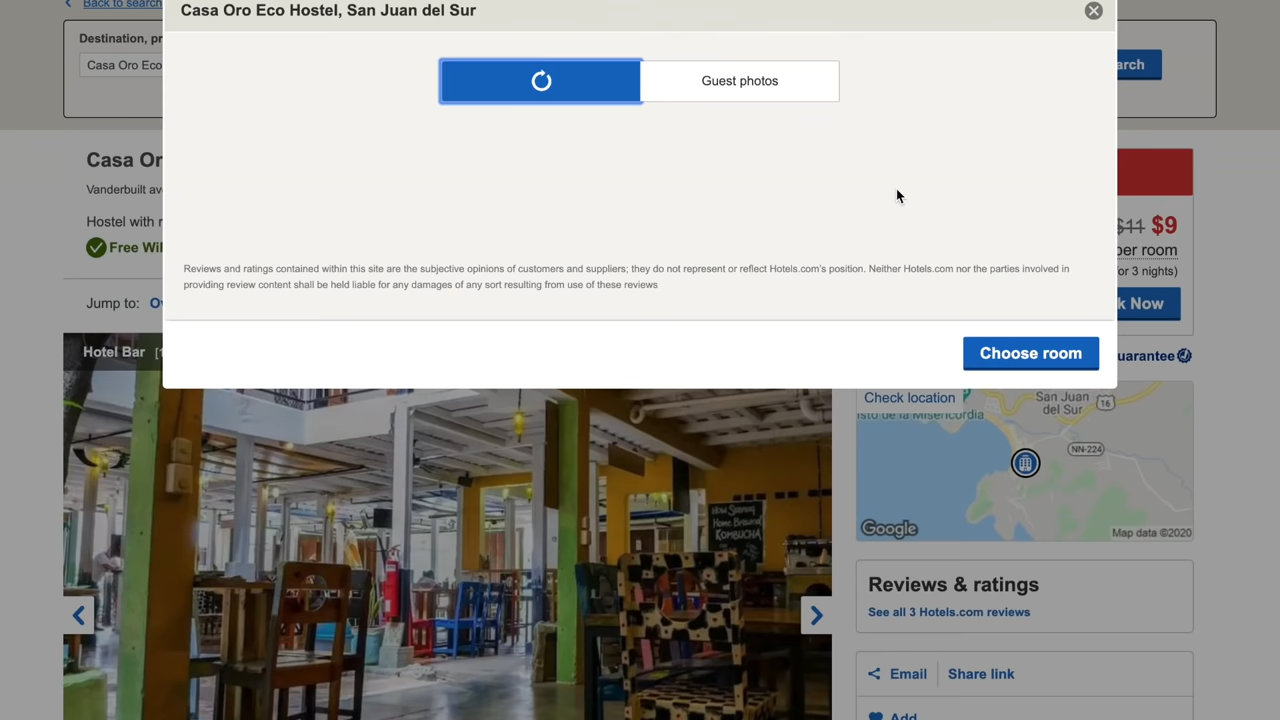 Back to search
Casa Oro Eco Hostel, San Juan del Sur
Destination, pr
Casa Oro Eco
arch
Guest photos
Casa Or
Vanderbuilt av
Hostel with r
Free Wi
$11 $9
per room
or 3 nights)
Reviews and ratings contained within this site are the subjective opinions of customers and suppliers; they do not represent or reflect Hotels.com's position. Neither Hotels.com nor the parties involved in
providing review content shall be held liable for any damages of any sort resulting from use of these reviews
Jump to:
k Now
Hotel Bar
Choose room
uarantee
Check location
isto de la Misericordia
San Juan
del Sur
16
NN-224
Google
Map data ©2020
How Serving
Home Brewed
KOMBUCHA
Reviews & ratings
See all 3 Hotels.com reviews
Email
Share link
Add